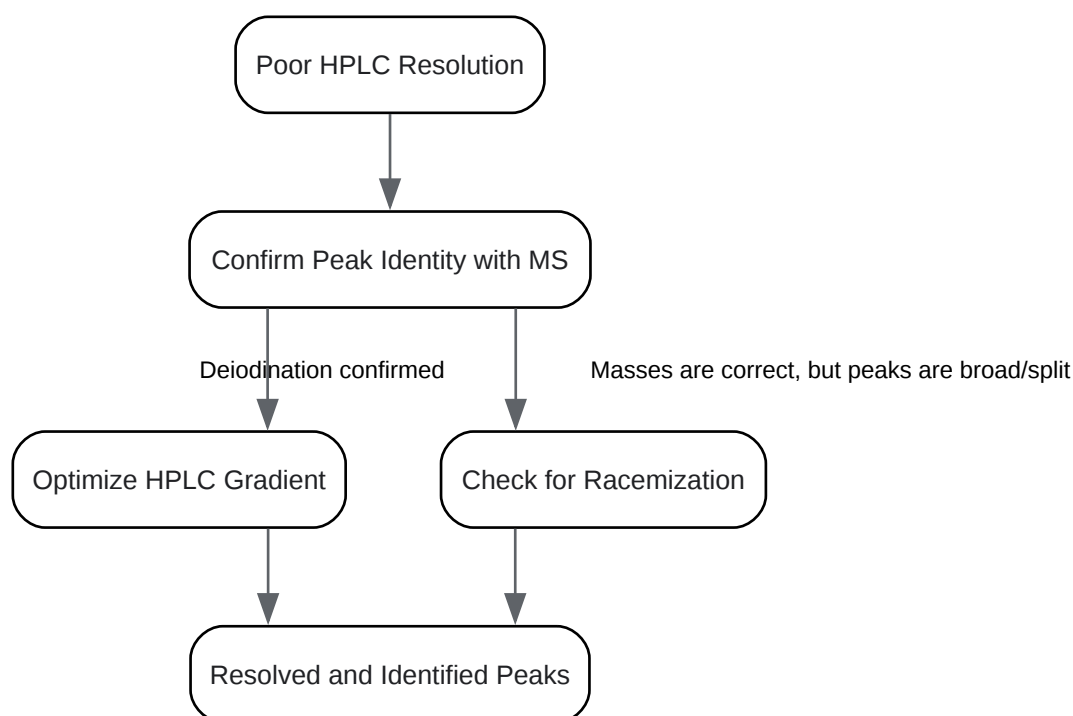 Poor HPLC Resolution
Confirm Peak Identity with MS
Deiodination confirmed
Masses are correct, but peaks are broad/split
Optimize HPLC Gradient
Check for Racemization
Resolved and Identified Peaks